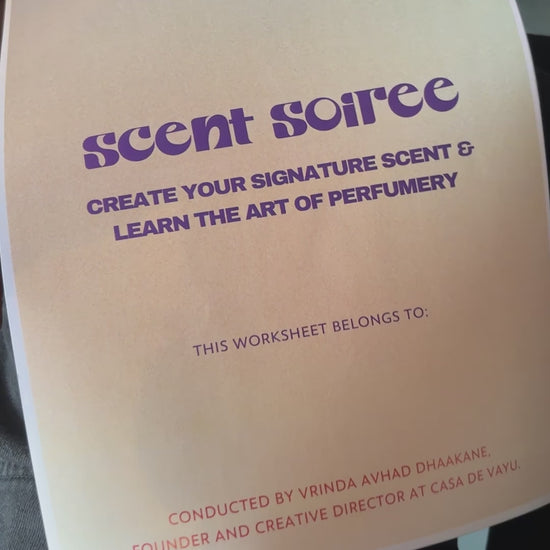 scent soiree
CREATE YOUR SIGNATURE SCENT &
LEARN THE ART OF PERFUMERY
THIS WORKSHEET BELONGS TO:
CONDUCTED BY VRINDA AVHAD DHAAKANE,
FOUNDER AND CREATIVE DIRECTOR AT CASA DE VAYU.